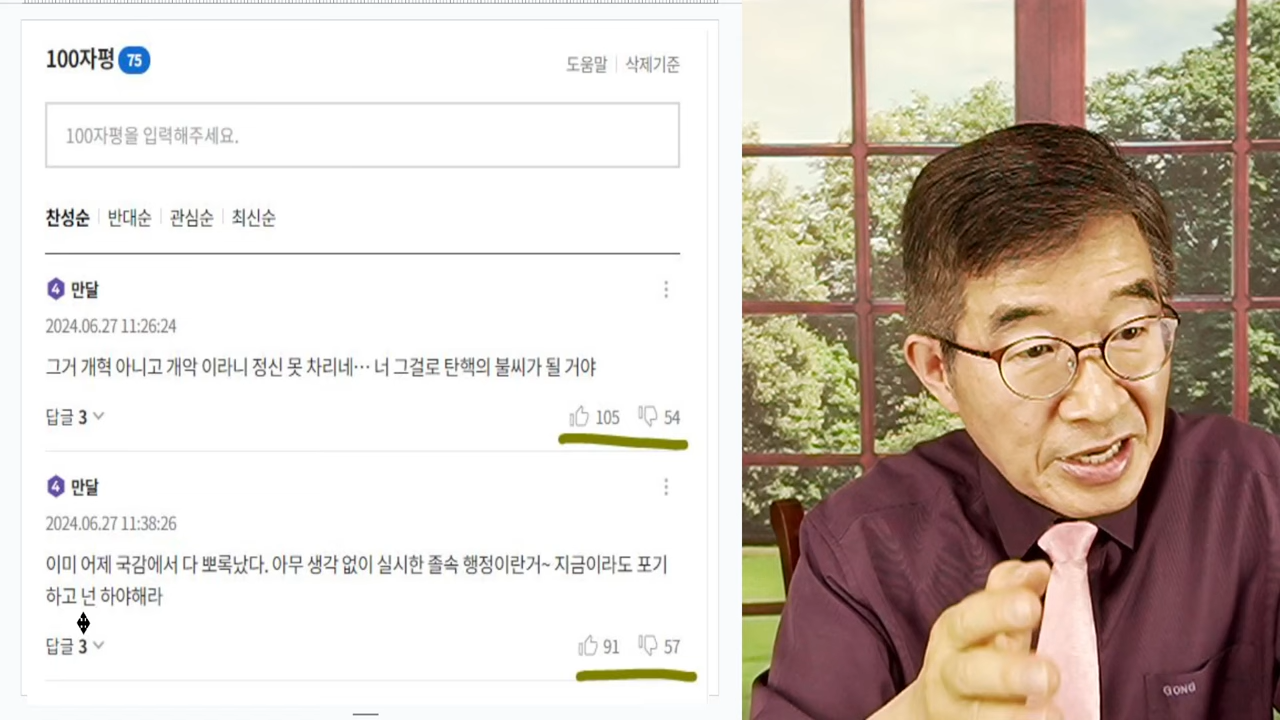 100자평 75
도움말 | 삭제기준
100자평을 입력해주세요.
찬성순 | 반대순 | 관심순 | 최신순
4 만달
2024.06.27 11:26:24
그거 개혁 아니고 개악 이라니 정신 못 차리네… 너 그걸로 탄핵의 불씨가 될 거야
답글 3
105 54
4 만달
2024.06.27 11:38:26
이미 어제 국감에서 다 뽀록났다. 아무 생각 없이 실시한 졸속 행정이란거~ 지금이라도 포기
하고 넌 하야해라
답글 3
91 57
GONG